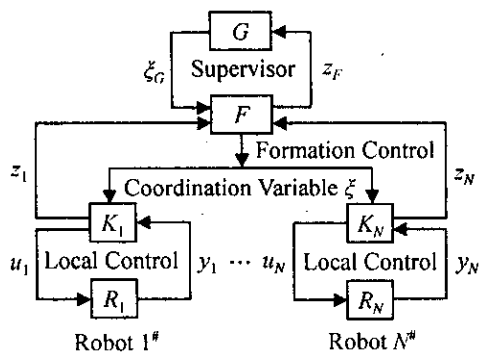 G
ξ_G Supervisor z_F
F
Formation Control
z_1 Coordination Variable ξ z_N
K_1 K_N
u_1 Local Control y_1 ··· u_N Local Control y_N
R_1 R_N
Robot 1^# Robot N^#